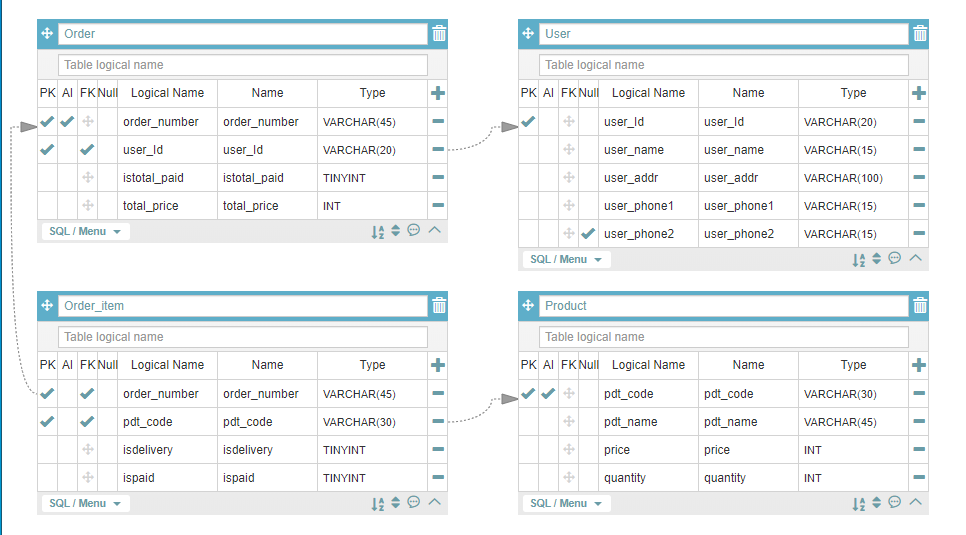 Order
Table logical name
PK AI FK Null Logical Name Name Type
order_number order_number VARCHAR(45)
user_Id user_Id VARCHAR(20)
istotal_paid istotal_paid TINYINT
total_price total_price INT
SQL / Menu
User
Table logical name
PK AI FK Null Logical Name Name Type
user_Id user_Id VARCHAR(20)
user_name user_name VARCHAR(15)
user_addr user_addr VARCHAR(100)
user_phone1 user_phone1 VARCHAR(15)
user_phone2 user_phone2 VARCHAR(15)
SQL / Menu
Order_item
Table logical name
PK AI FK Null Logical Name Name Type
order_number order_number VARCHAR(45)
pdt_code pdt_code VARCHAR(30)
isdelivery isdelivery TINYINT
ispaid ispaid TINYINT
SQL / Menu
Product
Table logical name
PK AI FK Null Logical Name Name Type
pdt_code pdt_code VARCHAR(30)
pdt_name pdt_name VARCHAR(45)
price price INT
quantity quantity INT
SQL / Menu